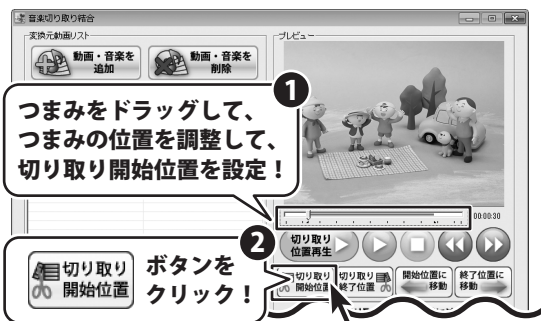 音楽切り取り結合
変換元動画リスト
動画・音楽を
追加
動画・音楽を
削除
プレビュー
1
つまみをドラッグして、
つまみの位置を調整して、
切り取り開始位置を設定！
00:00:30
2
切り取り
位置再生
切り取り
開始位置
ボタンを
クリック！
切り取り
開始位置
切り取り
終了位置
開始位置に
移動
終了位置に
移動